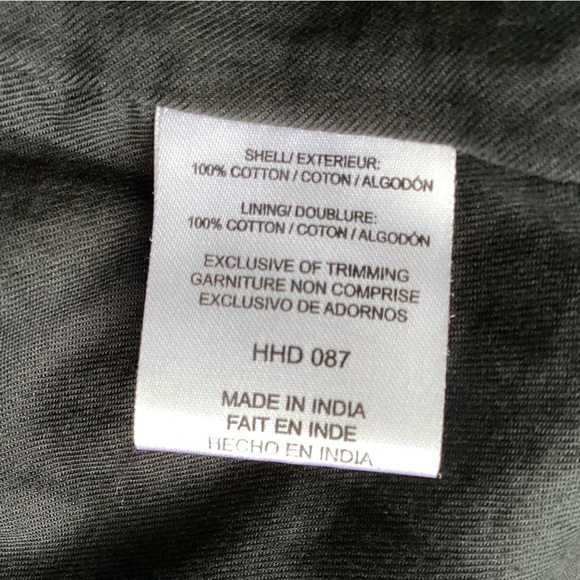 SHELL/ EXTERIEUR:
100% COTTON / COTON / ALGODÓN
LINING/ DOUBLURE:
100% COTTON / COTON / ALGODÓN
EXCLUSIVE OF TRIMMING
GARNITURE NON COMPRISE
EXCLUSIVO DE ADORNOS
HHD 087
MADE IN INDIA
FAIT EN INDE
HECHO EN INDIA